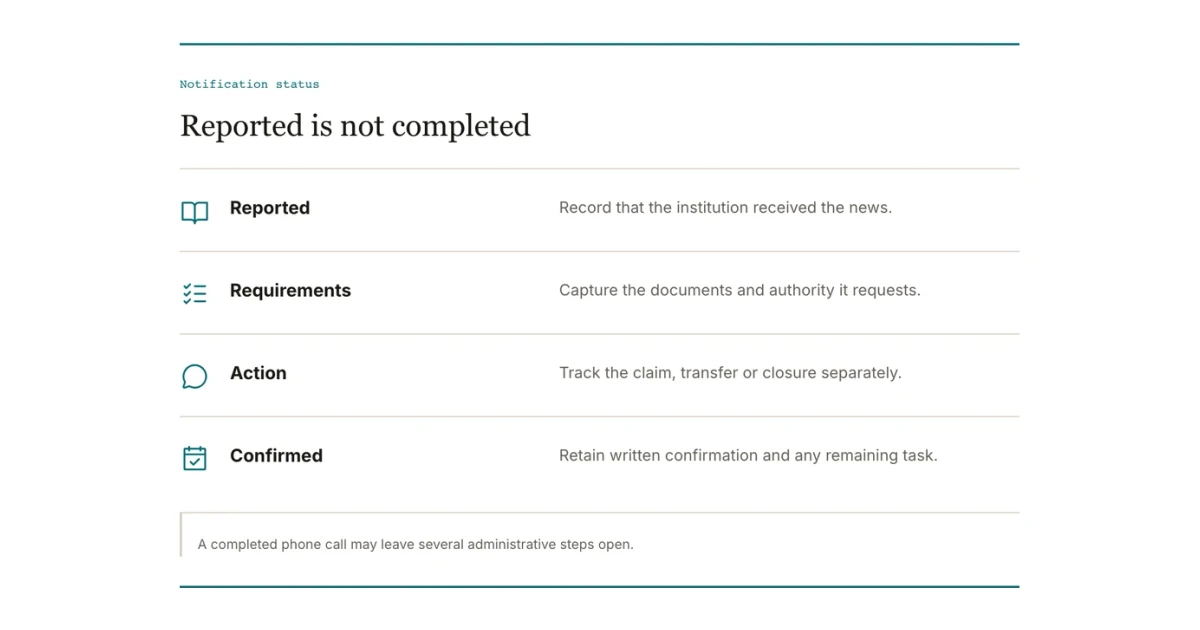 Notification status
Reported is not completed
Reported
Record that the institution received the news.
Requirements
Capture the documents and authority it requests.
Action
Track the claim, transfer or closure separately.
Confirmed
Retain written confirmation and any remaining task.
A completed phone call may leave several administrative steps open.